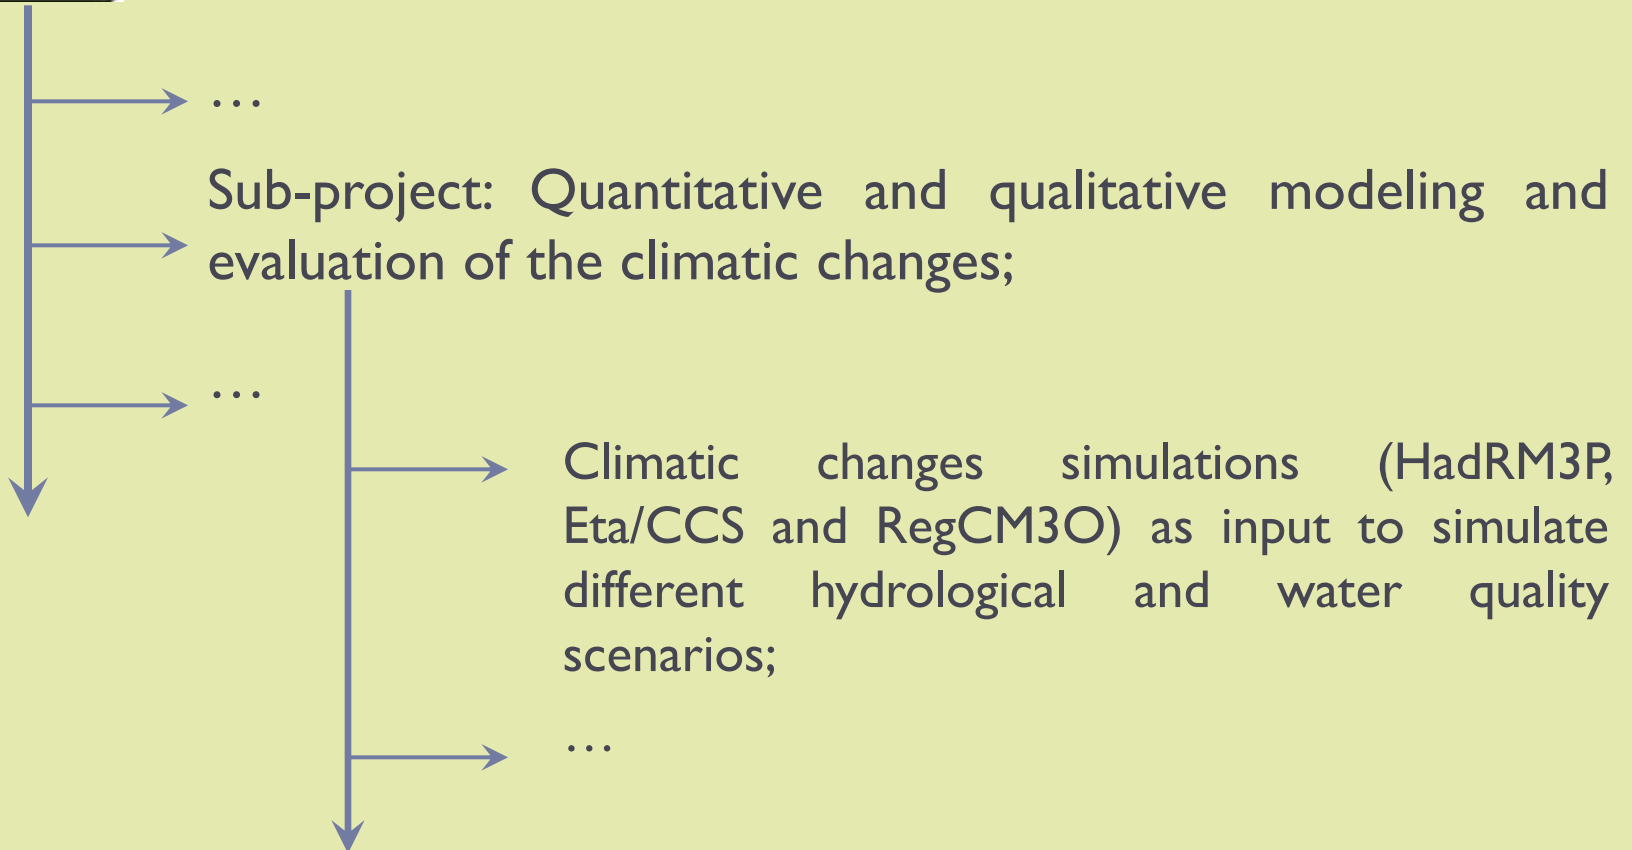 …
Sub-project: Quantitative and qualitative modeling and
evaluation of the climatic changes;
…
Climatic changes simulations (HadRM3P,
Eta/CCS and RegCM3O) as input to simulate
different hydrological and water quality
scenarios;
…